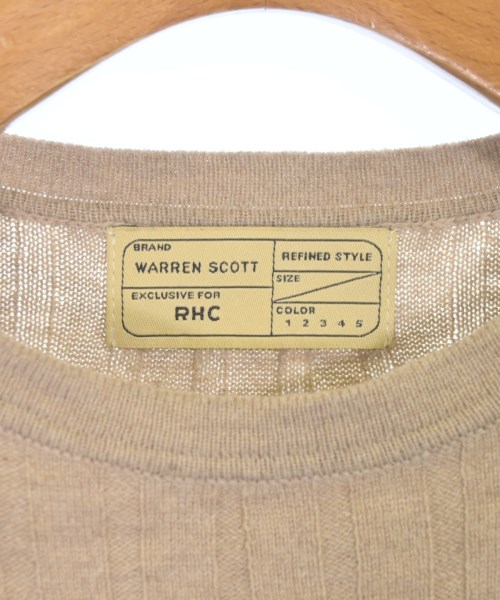 BRAND
WARREN SCOTT
EXCLUSIVE FOR
RHC
REFINED STYLE
SIZE
COLOR
1 2 3 4 5